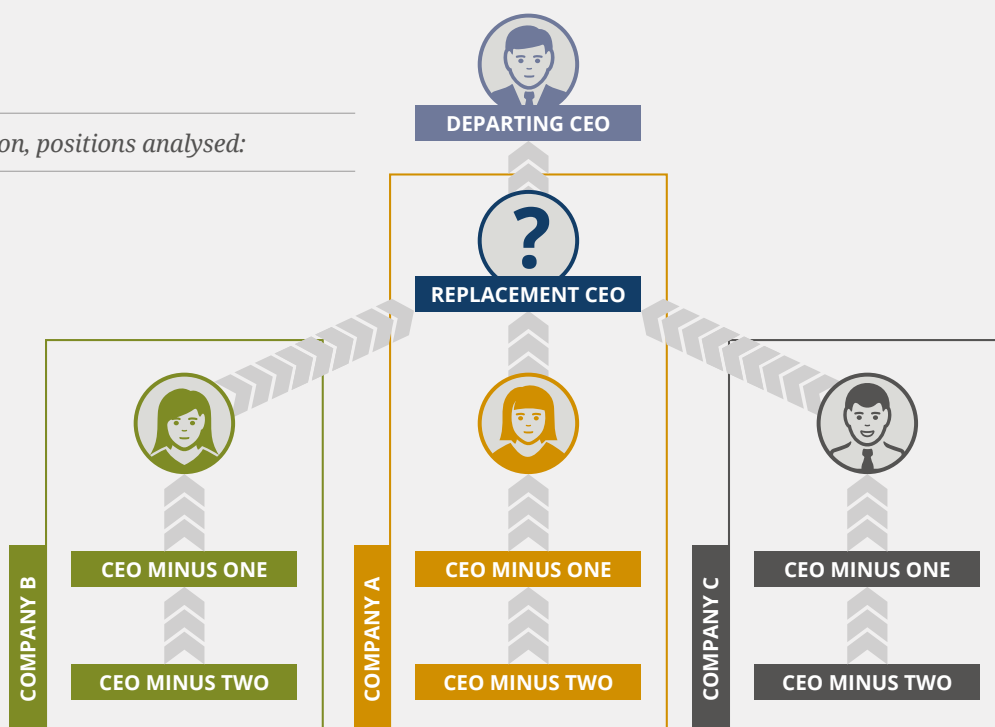 DEPARTING CEO
on, positions analysed:
?
REPLACEMENT CEO
COMPANY B
CEO MINUS ONE
CEO MINUS TWO
COMPANY A
CEO MINUS ONE
CEO MINUS TWO
COMPANY C
CEO MINUS ONE
CEO MINUS TWO